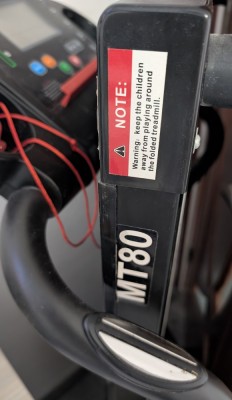 NOTE:
Warning: keep the children
away from playing around
the folded treadmill.
MT80